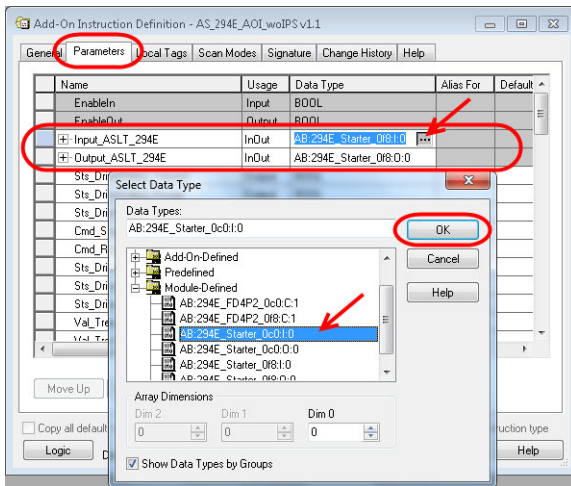 Add-On Instruction Definition - AS_294E_AOI_woIPS v1.1
General Parameters Local Tags Scan Modes Signature Change History Help
Name Usage Data Type Alias For Default
EnableIn Input BOOL
EnableOut Output BOOL
Input_ASLT_294E InOut AB:294E_Starter_0f8:I:0 ...
Output_ASLT_294E InOut AB:294E_Starter_0f8:O:0
Sts_Dri
Select Data Type
Sts_Dri
Data Types:
Sts_Dri
AB:294E_Starter_0c0:I:0 OK
Cmd_S
Add-On-Defined Cancel
Cmd_R
Predefined
Sts_Dri
Module-Defined Help
Sts_Dri
AB:294E_FD4P2_0c0:C:1
Sts_Dri
AB:294E_FD4P2_0f8:C:1
Val_Tre
AB:294E_Starter_0c0:I:0
Val_Tre
AB:294E_Starter_0c0:O:0
AB:294E_Starter_0f8:I:0
AB:294E_Starter_0f8:O:0
Move Up
Array Dimensions
Dim 2 Dim 1 Dim 0
Copy all default uction type
0 0 0
Logic D Help
Show Data Types by Groups